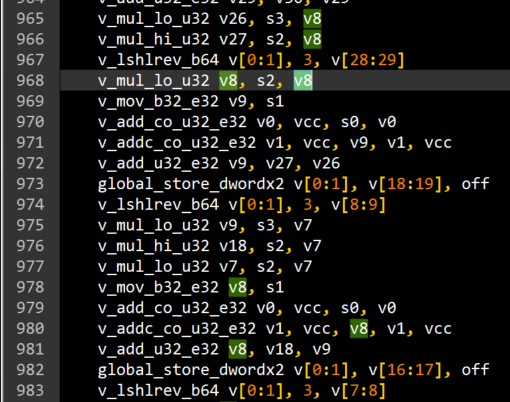 965 v_mul_lo_u32 v26, s3, v8
966 v_mul_hi_u32 v27, s2, v8
967 v_lshlrev_b64 v[0:1], 3, v[28:29]
968 v_mul_lo_u32 v8, s2, v8
969 v_mov_b32_e32 v9, s1
970 v_add_co_u32_e32 v0, vcc, s0, v0
971 v_addc_co_u32_e32 v1, vcc, v9, v1, vcc
972 v_add_u32_e32 v9, v27, v26
973 global_store_dwordx2 v[0:1], v[18:19], off
974 v_lshlrev_b64 v[0:1], 3, v[8:9]
975 v_mul_lo_u32 v9, s3, v7
976 v_mul_hi_u32 v18, s2, v7
977 v_mul_lo_u32 v7, s2, v7
978 v_mov_b32_e32 v8, s1
979 v_add_co_u32_e32 v0, vcc, s0, v0
980 v_addc_co_u32_e32 v1, vcc, v8, v1, vcc
981 v_add_u32_e32 v8, v18, v9
982 global_store_dwordx2 v[0:1], v[16:17], off
983 v_lshlrev_b64 v[0:1], 3, v[7:8]